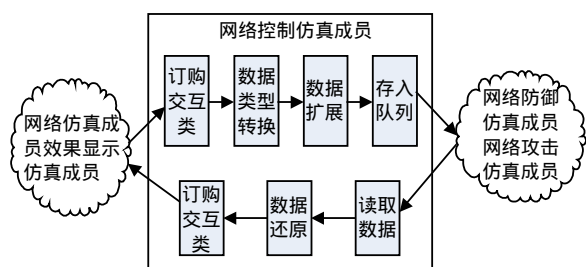 网络控制仿真成员
订购
交互
类
数据
类型
转换
数据
扩展
存入
队列
网络仿真成
员效果显示
仿真成员
网络防御
仿真成员
网络攻击
仿真成员
订购
交互
类
数据
还原
读取
数据